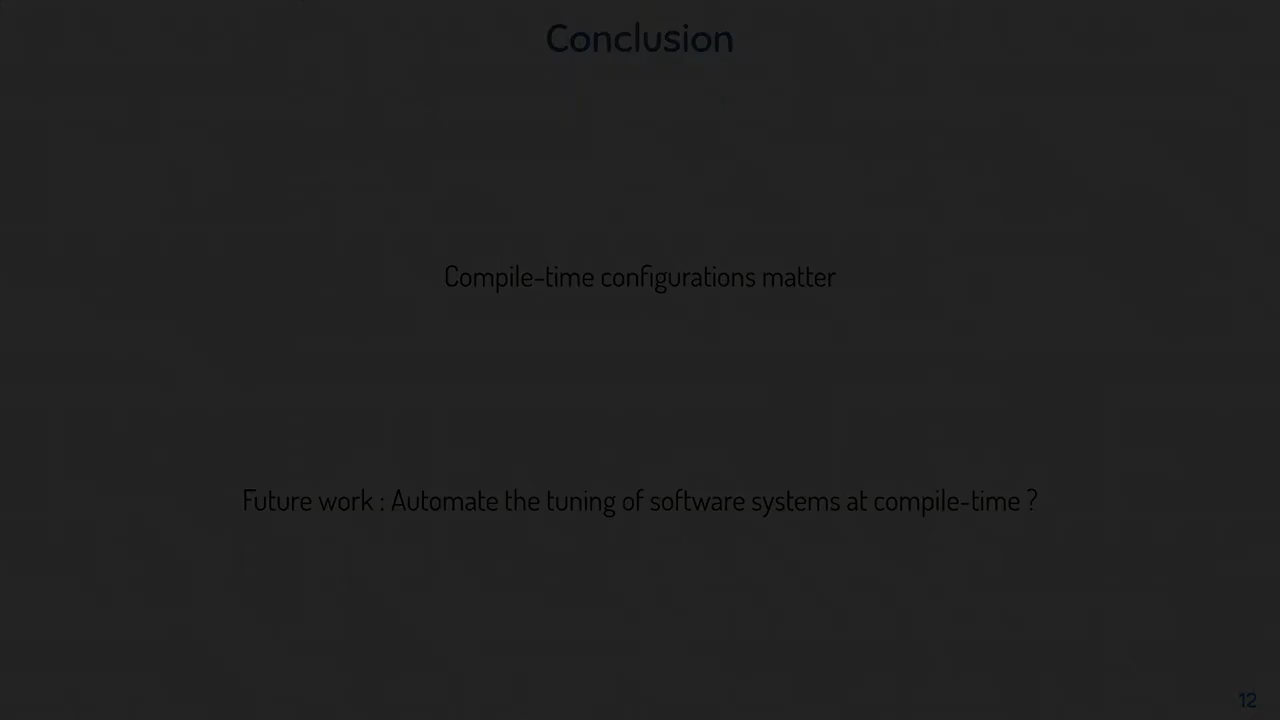 Conclusion
Compile-time configurations matter
Future work : Automate the tuning of software systems at compile-time ?
12